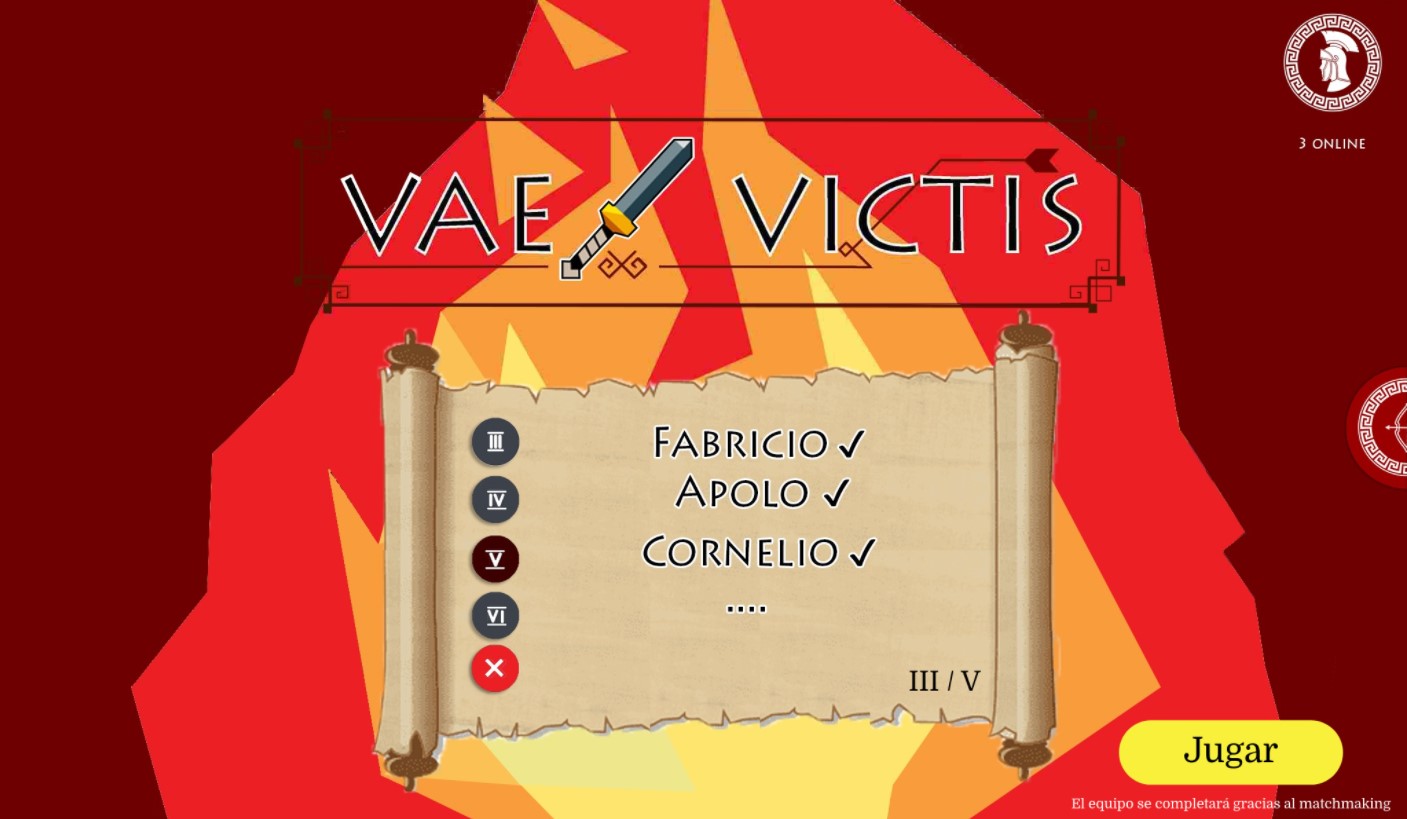 VAE VICTIS
3 ONLINE
III
FABRICIO ✓
IV
APOLO ✓
V
CORNELIO ✓
VI
....
✕
III / V
Jugar
El equipo se completará gracias al matchmaking